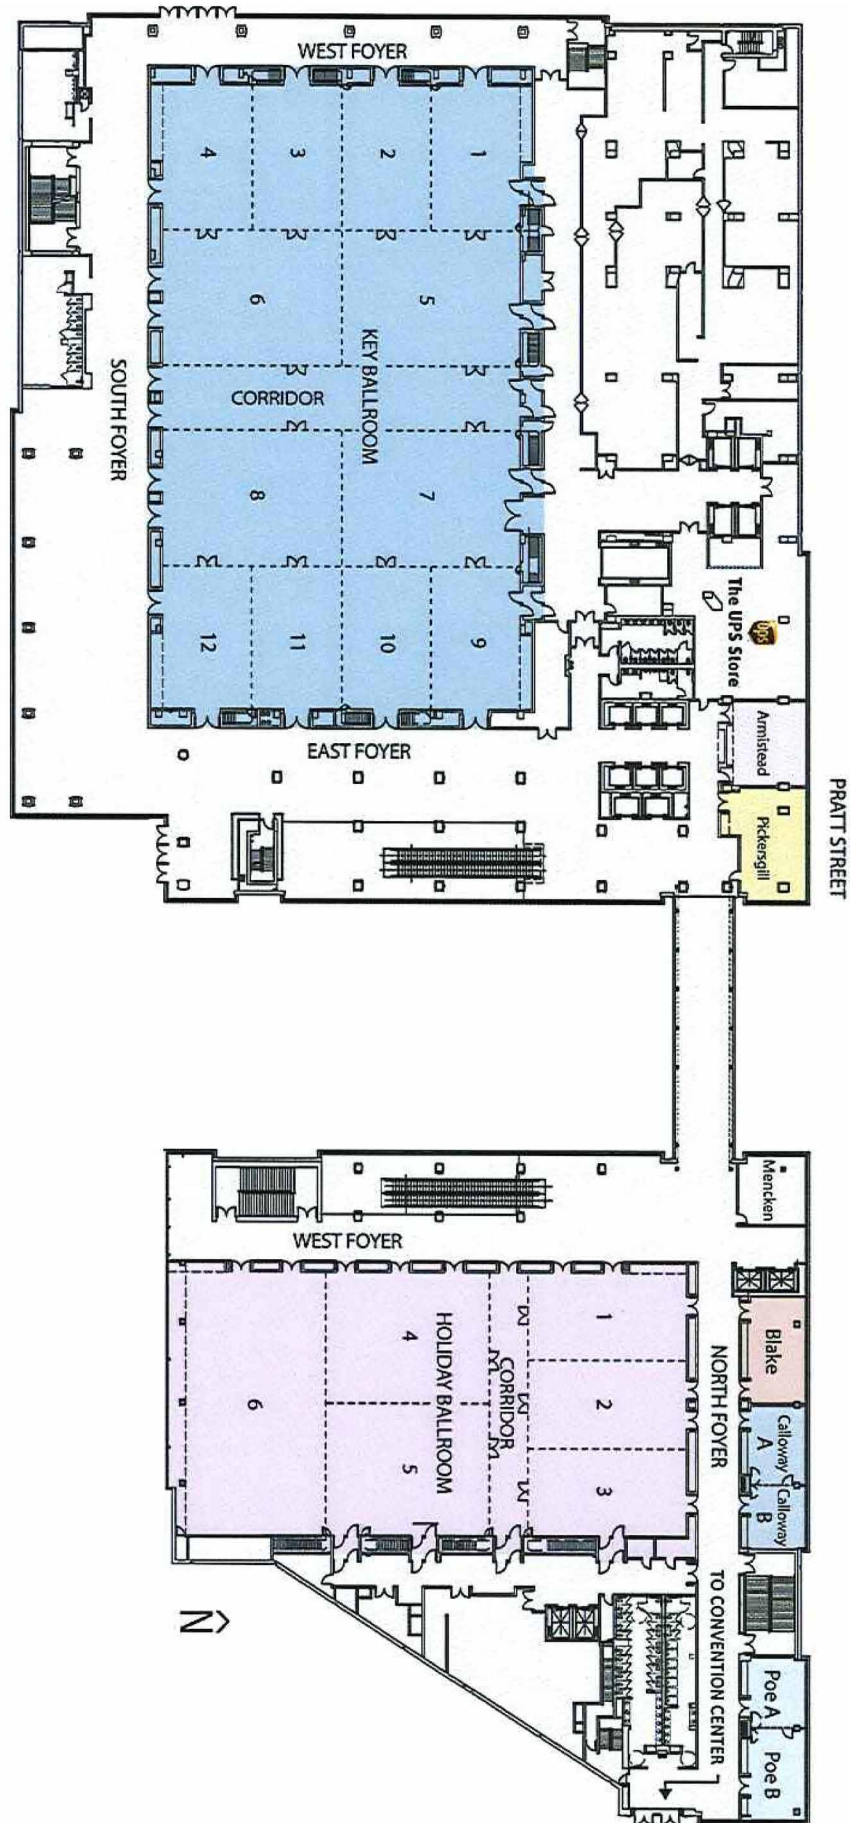 WEST FOYER
4
3
2
1
6
5
KEY BALLROOM
CORRIDOR
SOUTH FOYER
8
7
12
11
10
9
EAST FOYER
ups
The UPS Store
Armistead
Pickersgill
PRATT STREET
Mencken
WEST FOYER
1
2
3
4
5
6
HOLIDAY BALLROOM
CORRIDOR
NORTH FOYER
Blake
Calloway
A
Calloway
B
TO CONVENTION CENTER
Poe A
Poe B
N